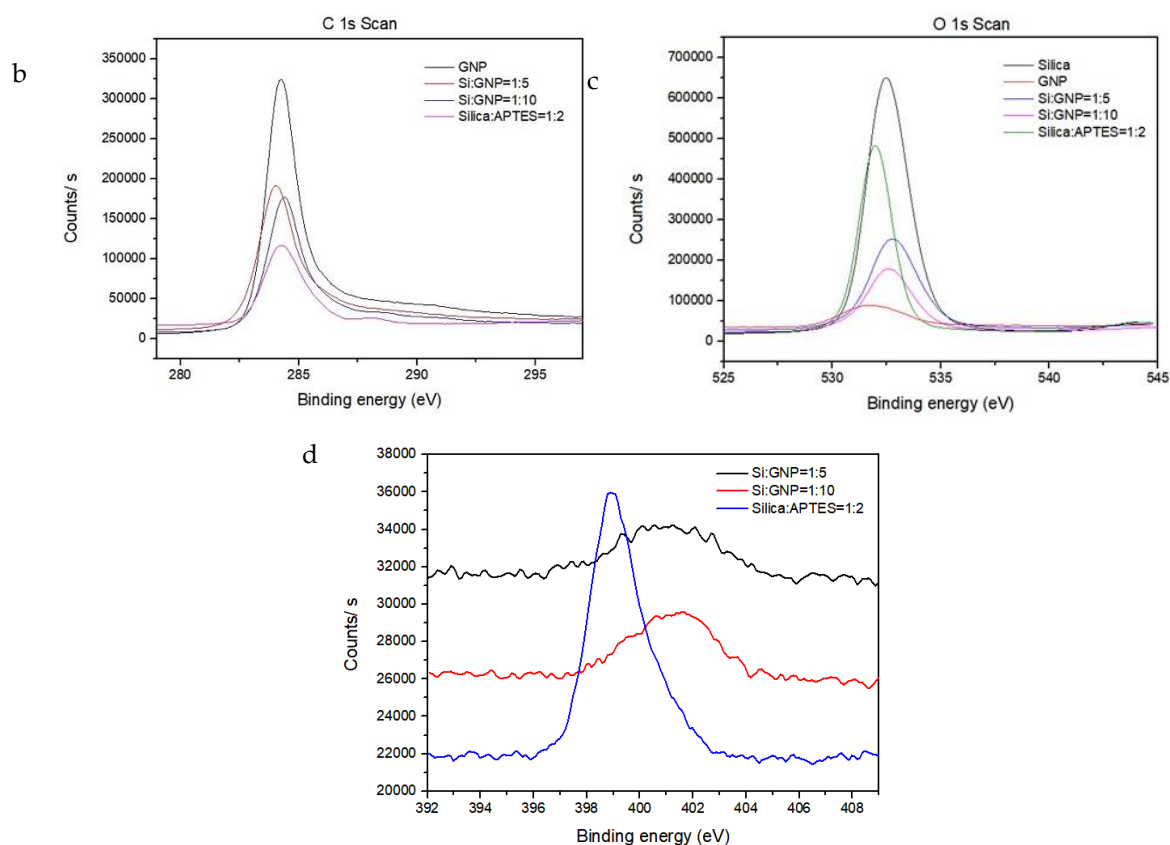 b
C 1s Scan
GNP
Si:GNP=1:5
Si:GNP=1:10
Silica:APTES=1:2
350000
300000
250000
200000
150000
100000
50000
0
Counts/ s
280
285
290
295
Binding energy (eV)
c
O 1s Scan
Silica
GNP
Si:GNP=1:5
Si:GNP=1:10
Silica:APTES=1:2
700000
600000
500000
400000
300000
200000
100000
0
Counts/ s
525
530
535
540
545
Binding energy (eV)
d
Si:GNP=1:5
Si:GNP=1:10
Silica:APTES=1:2
38000
36000
34000
32000
30000
28000
26000
24000
22000
20000
Counts/ s
392
394
396
398
400
402
404
406
408
Binding energy (eV)